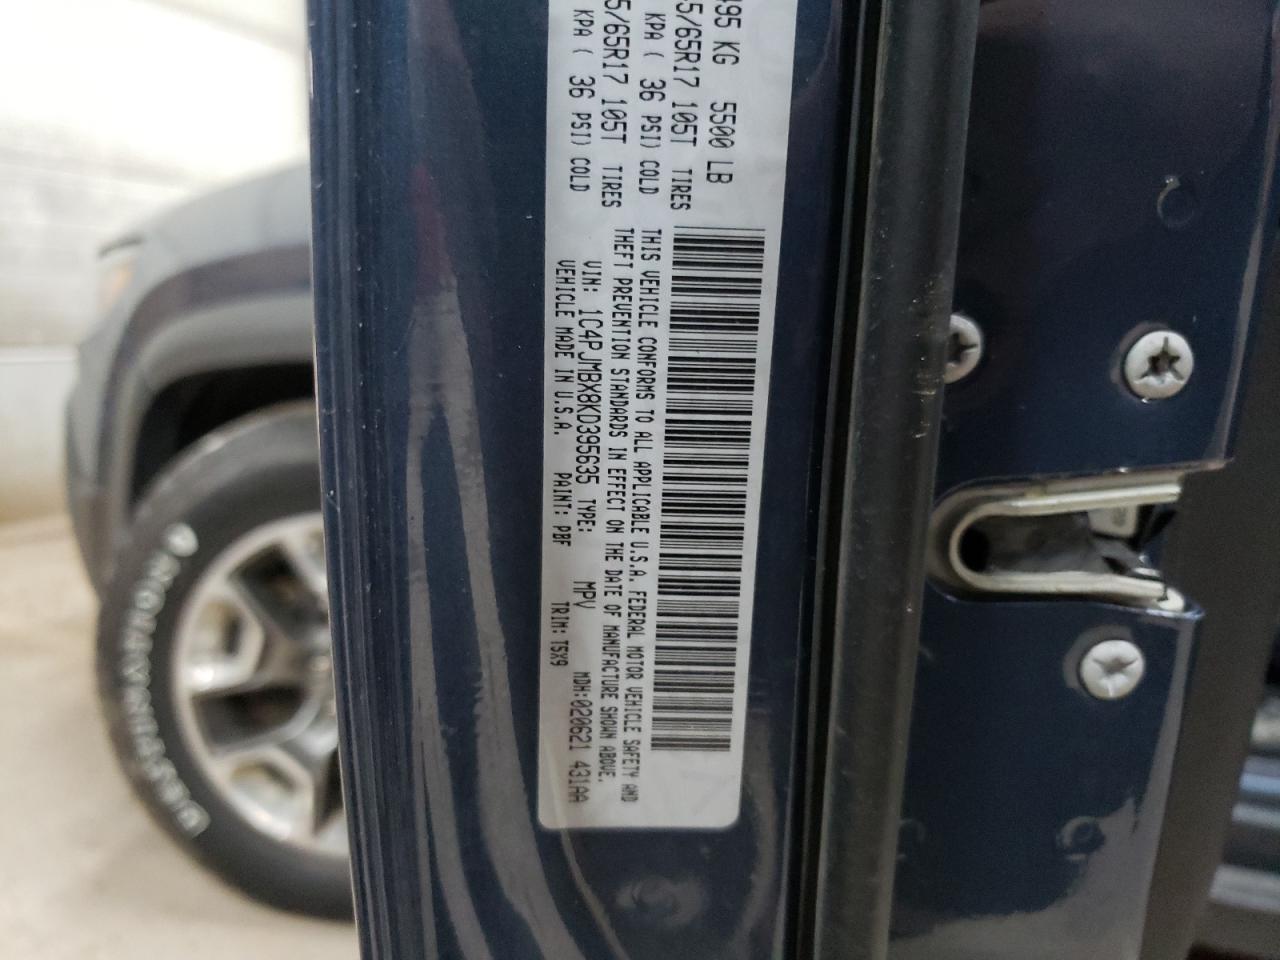 495 KG 5500 LB
5/65R17 105T TIRES
KPA ( 36 PSI) COLD
5/65R17 105T TIRES
KPA ( 36 PSI) COLD
THIS VEHICLE CONFORMS TO ALL APPLICABLE U.S.A. FEDERAL MOTOR VEHICLE SAFETY AND
THEFT PREVENTION STANDARDS IN EFFECT ON THE DATE OF MANUFACTURE SHOWN ABOVE.
VIN: 1C4PJMBX8KD395635 TYPE: MPV MDH:020621 431AA
VEHICLE MADE IN U.S.A. PAINT: PBF TRIM: T5X9